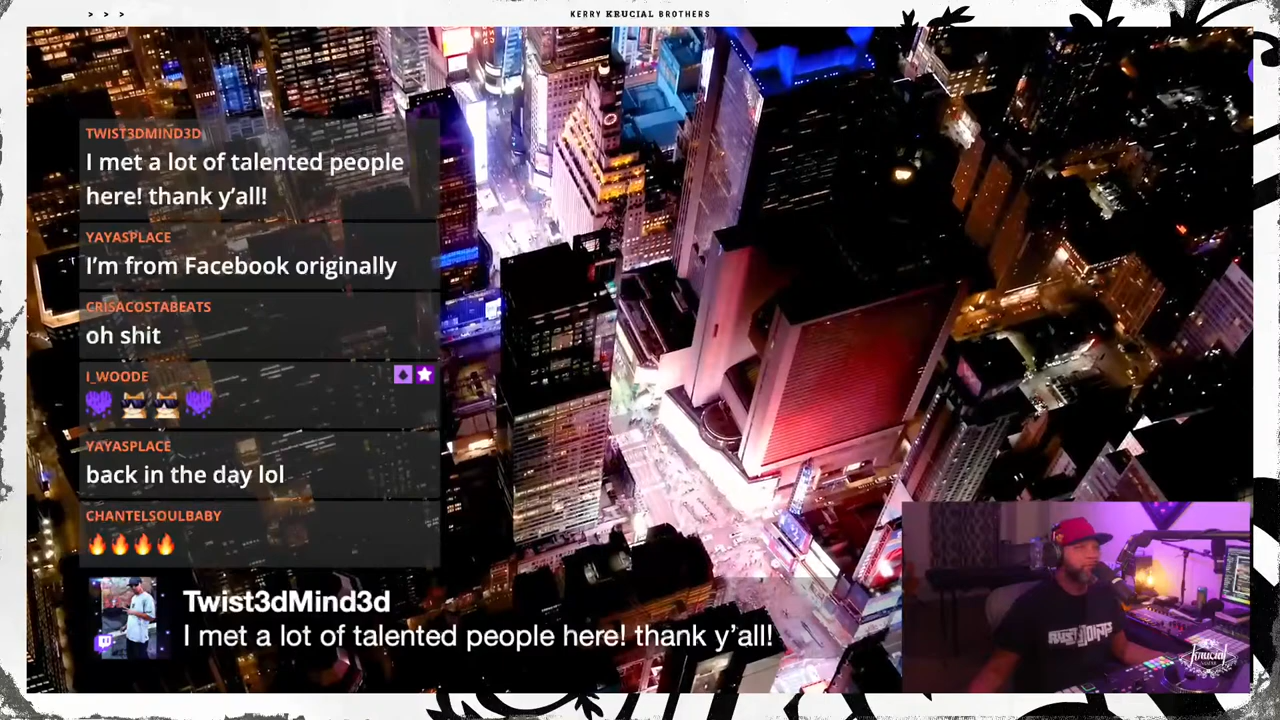 > > >
KERRY KRUCIAL BROTHERS
TWIST3DMIND3D
I met a lot of talented people
here! thank y’all!
YAYASPLACE
I’m from Facebook originally
CRISACOSTABEATS
oh shit
I_WOODE
YAYASPLACE
back in the day lol
CHANTELSOULBABY
🔥🔥🔥🔥
Twist3dMind3d
I met a lot of talented people here! thank y’all!
Krucial